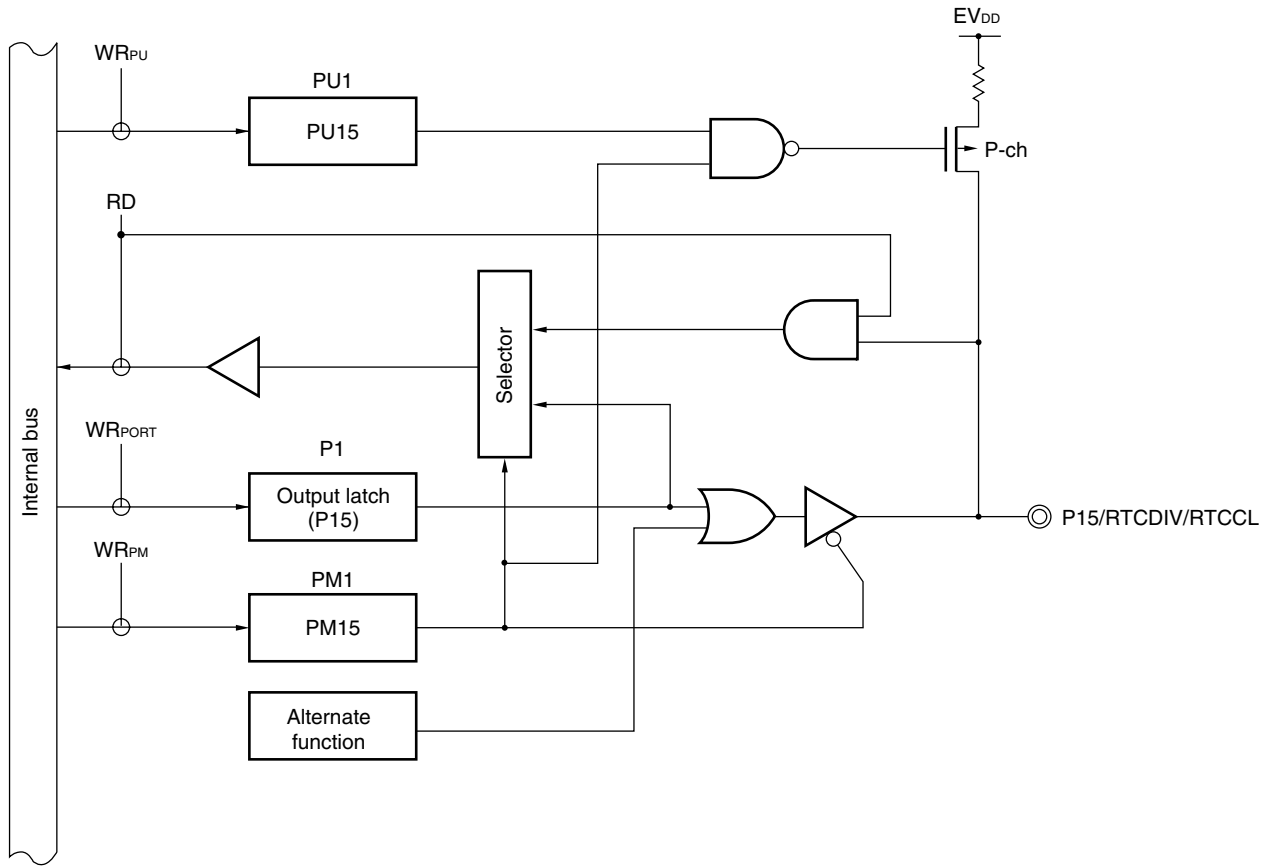 EVDD
WRPU
PU1
PU15
P-ch
RD
Selector
Internal bus
WRPORT
P1
Output latch
(P15)
P15/RTCDIV/RTCCL
WRPM
PM1
PM15
Alternate
function